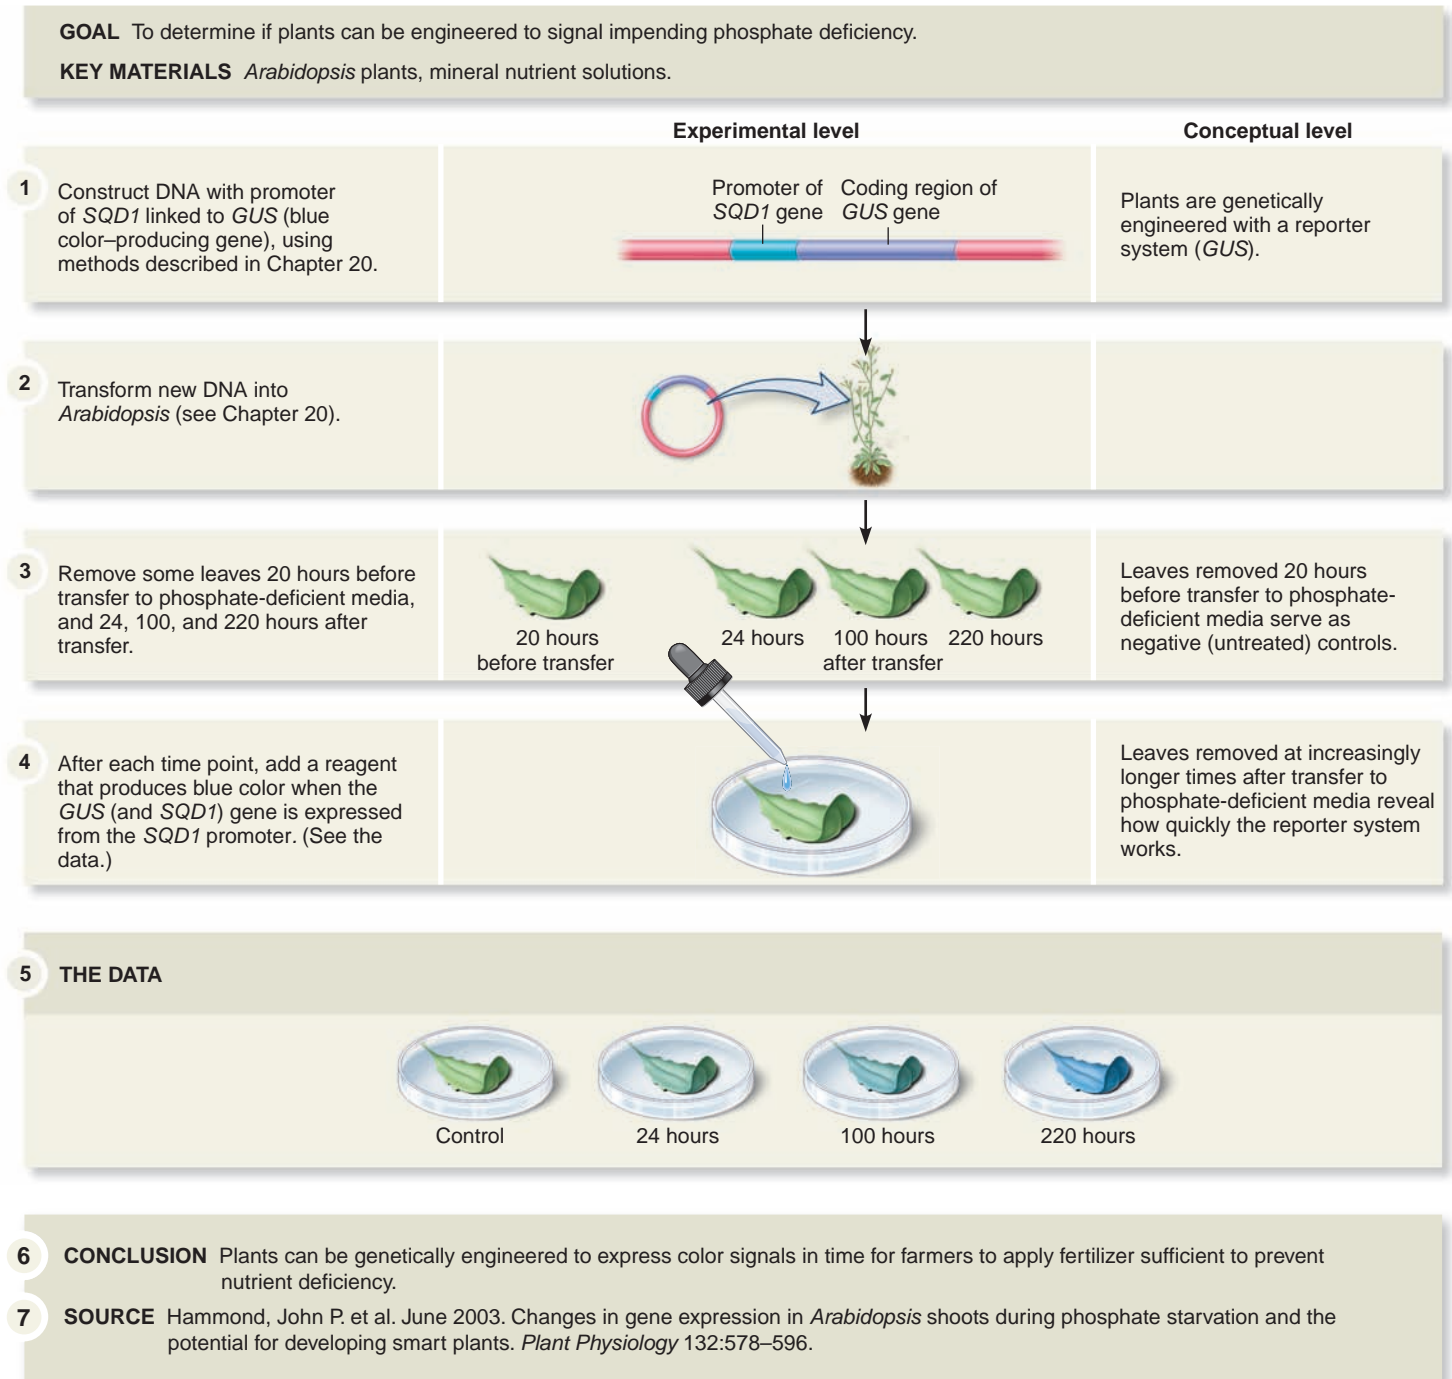 GOAL To determine if plants can be engineered to signal impending phosphate deficiency.
KEY MATERIALS Arabidopsis plants, mineral nutrient solutions.
Experimental level
Conceptual level
1
Construct DNA with promoter
of SQD1 linked to GUS (blue
color–producing gene), using
methods described in Chapter 20.
Promoter of
SQD1 gene
Coding region of
GUS gene
Plants are genetically
engineered with a reporter
system (GUS).
2
Transform new DNA into
Arabidopsis (see Chapter 20).
3
Remove some leaves 20 hours before
transfer to phosphate-deficient media,
and 24, 100, and 220 hours after
transfer.
20 hours
before transfer
24 hours
100 hours
220 hours
after transfer
Leaves removed 20 hours
before transfer to phosphate-
deficient media serve as
negative (untreated) controls.
4
After each time point, add a reagent
that produces blue color when the
GUS (and SQD1) gene is expressed
from the SQD1 promoter. (See the
data.)
Leaves removed at increasingly
longer times after transfer to
phosphate-deficient media reveal
how quickly the reporter system
works.
5
THE DATA
Control
24 hours
100 hours
220 hours
6
CONCLUSION Plants can be genetically engineered to express color signals in time for farmers to apply fertilizer sufficient to prevent
nutrient deficiency.
7
SOURCE Hammond, John P. et al. June 2003. Changes in gene expression in Arabidopsis shoots during phosphate starvation and the
potential for developing smart plants. Plant Physiology 132:578–596.